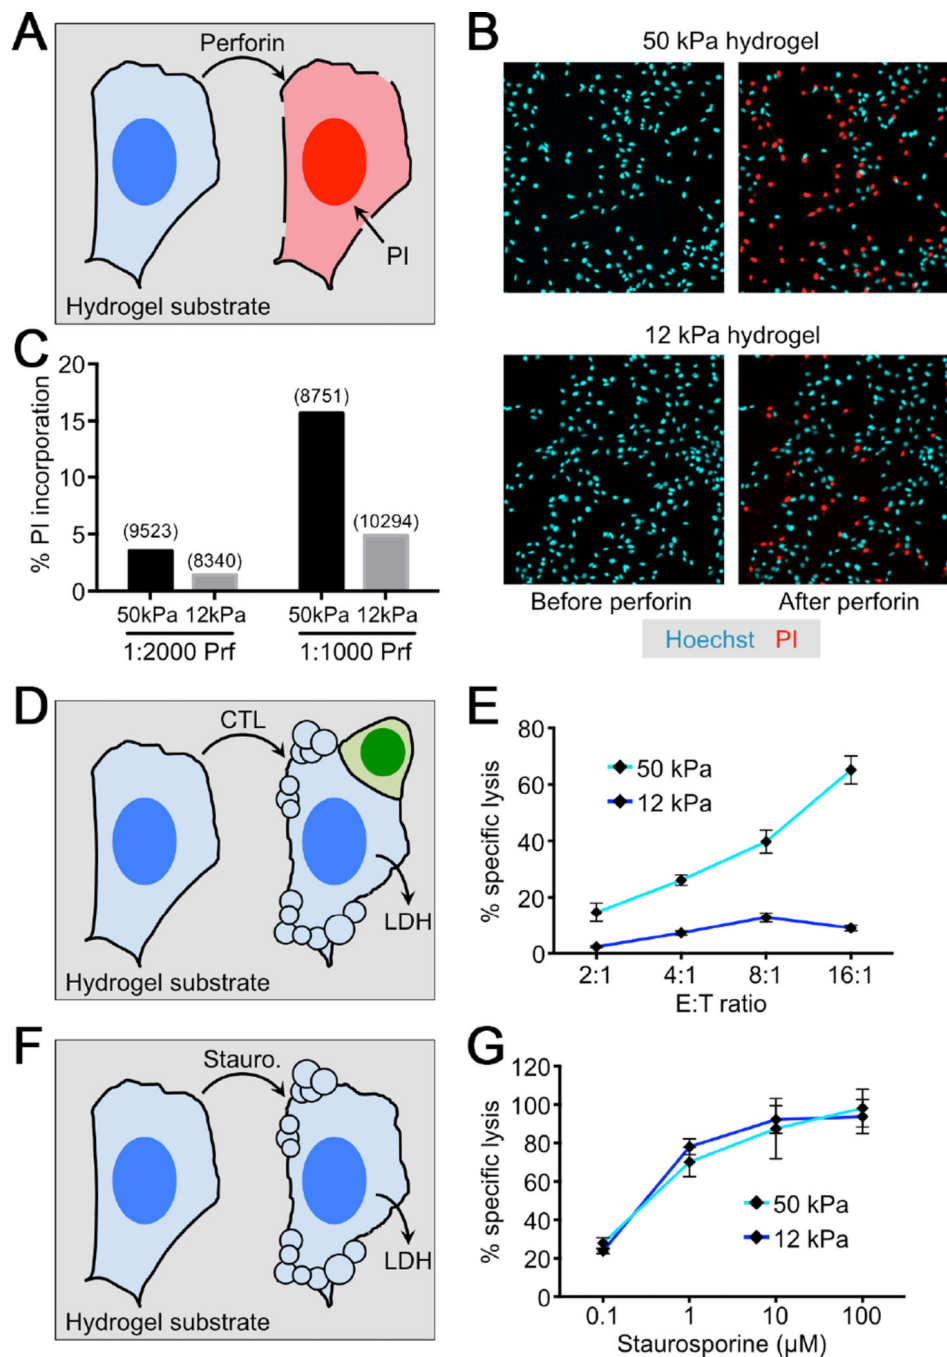 A
Perforin
PI
Hydrogel substrate
B
50 kPa hydrogel
12 kPa hydrogel
Before perforin After perforin
Hoechst PI
C
% PI incorporation
20
15
10
5
0
(9523)
(8340)
(8751)
(10294)
50kPa 12kPa 50kPa 12kPa
1:2000 Prf 1:1000 Prf
D
CTL
LDH
Hydrogel substrate
E
% specific lysis
80
60
40
20
0
50 kPa
12 kPa
2:1 4:1 8:1 16:1
E:T ratio
F
Stauro.
LDH
Hydrogel substrate
G
% specific lysis
120
100
80
60
40
20
0
50 kPa
12 kPa
0.1 1 10 100
Staurosporine (µM)